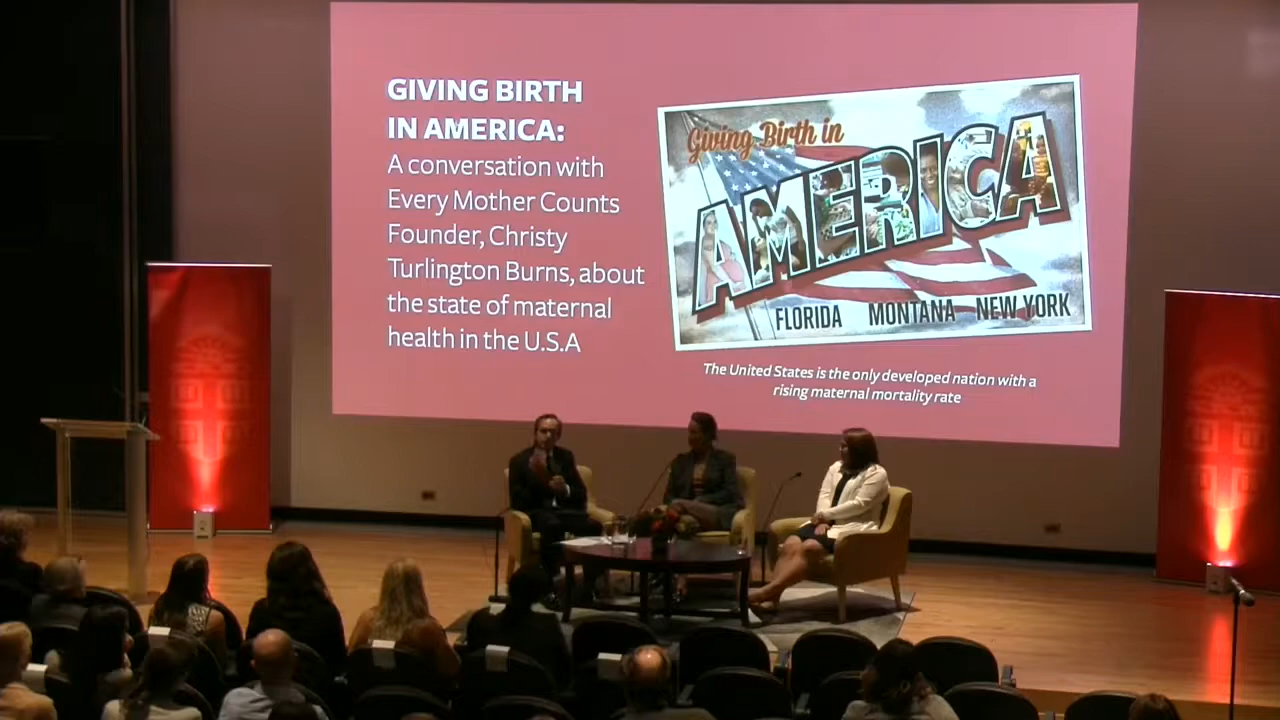 GIVING BIRTH
IN AMERICA:
A conversation with
Every Mother Counts
Founder, Christy
Turlington Burns, about
the state of maternal
health in the U.S.A
Giving Birth in
AMERICA
FLORIDA MONTANA NEW YORK
The United States is the only developed nation with a
rising maternal mortality rate